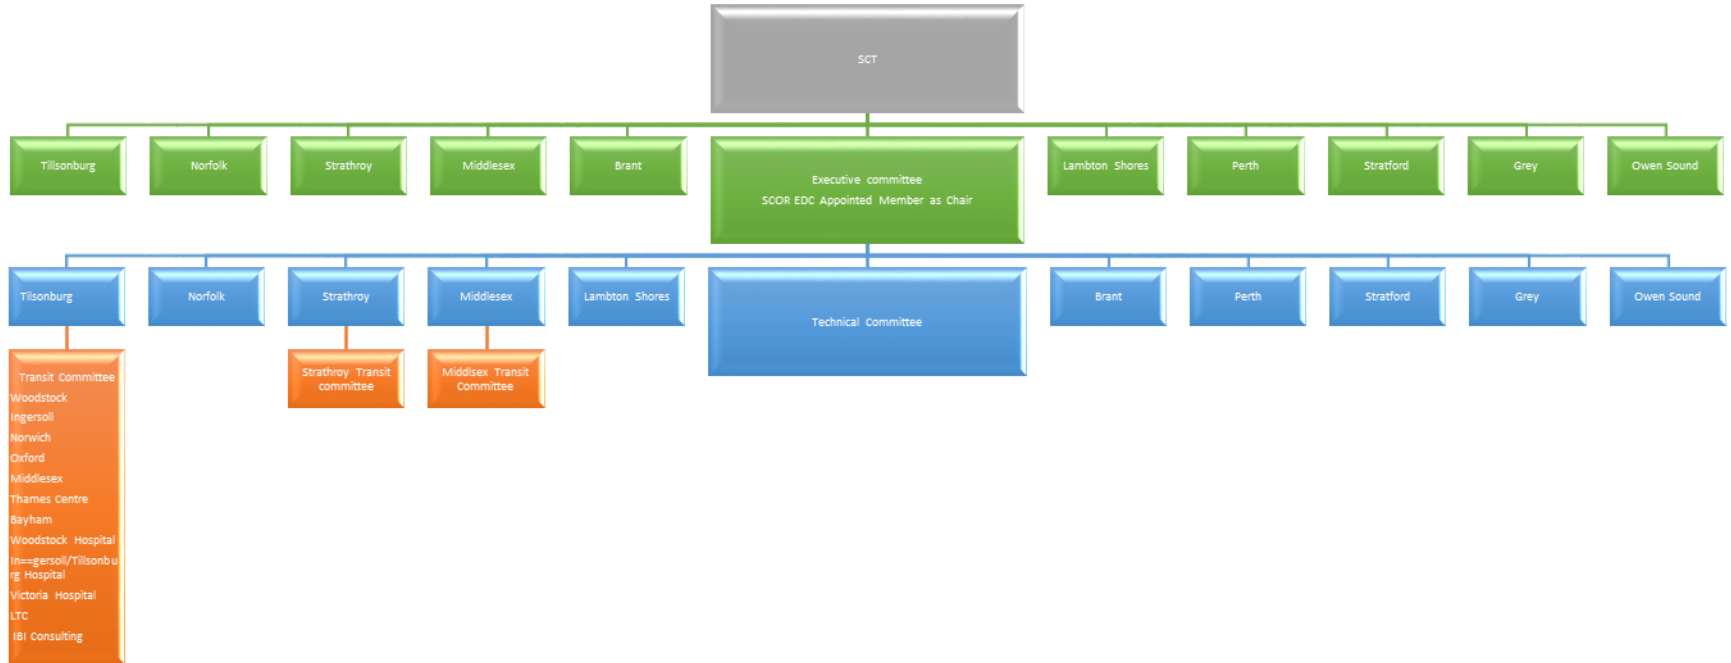 SCT
Tillsonburg
Norfolk
Strathroy
Middlesex
Brant
Executive committee
SCOR EDC Appointed Member as Chair
Lambton Shores
Perth
Stratford
Grey
Owen Sound
Tilsonburg
Norfolk
Strathroy
Middlesex
Lambton Shores
Technical Committee
Brant
Perth
Stratford
Grey
Owen Sound
Transit Committee
Woodstock
Ingersoll
Norwich
Oxford
Middlesex
Thames Centre
Bayham
Woodstock Hospital
In==gersoll/Tillsonbu
rg Hospital
Victoria Hospital
LTC
IBI Consulting
Strathroy Transit
committee
Middlsex Transit
Committee